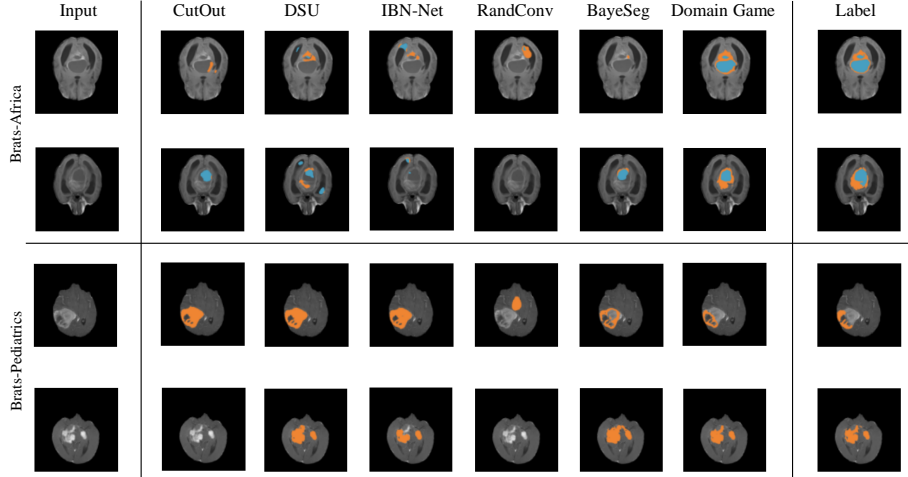 Input CutOut DSU IBN-Net RandConv BayeSeg Domain Game Label
Brats-Africa
Brats-Pediatrics